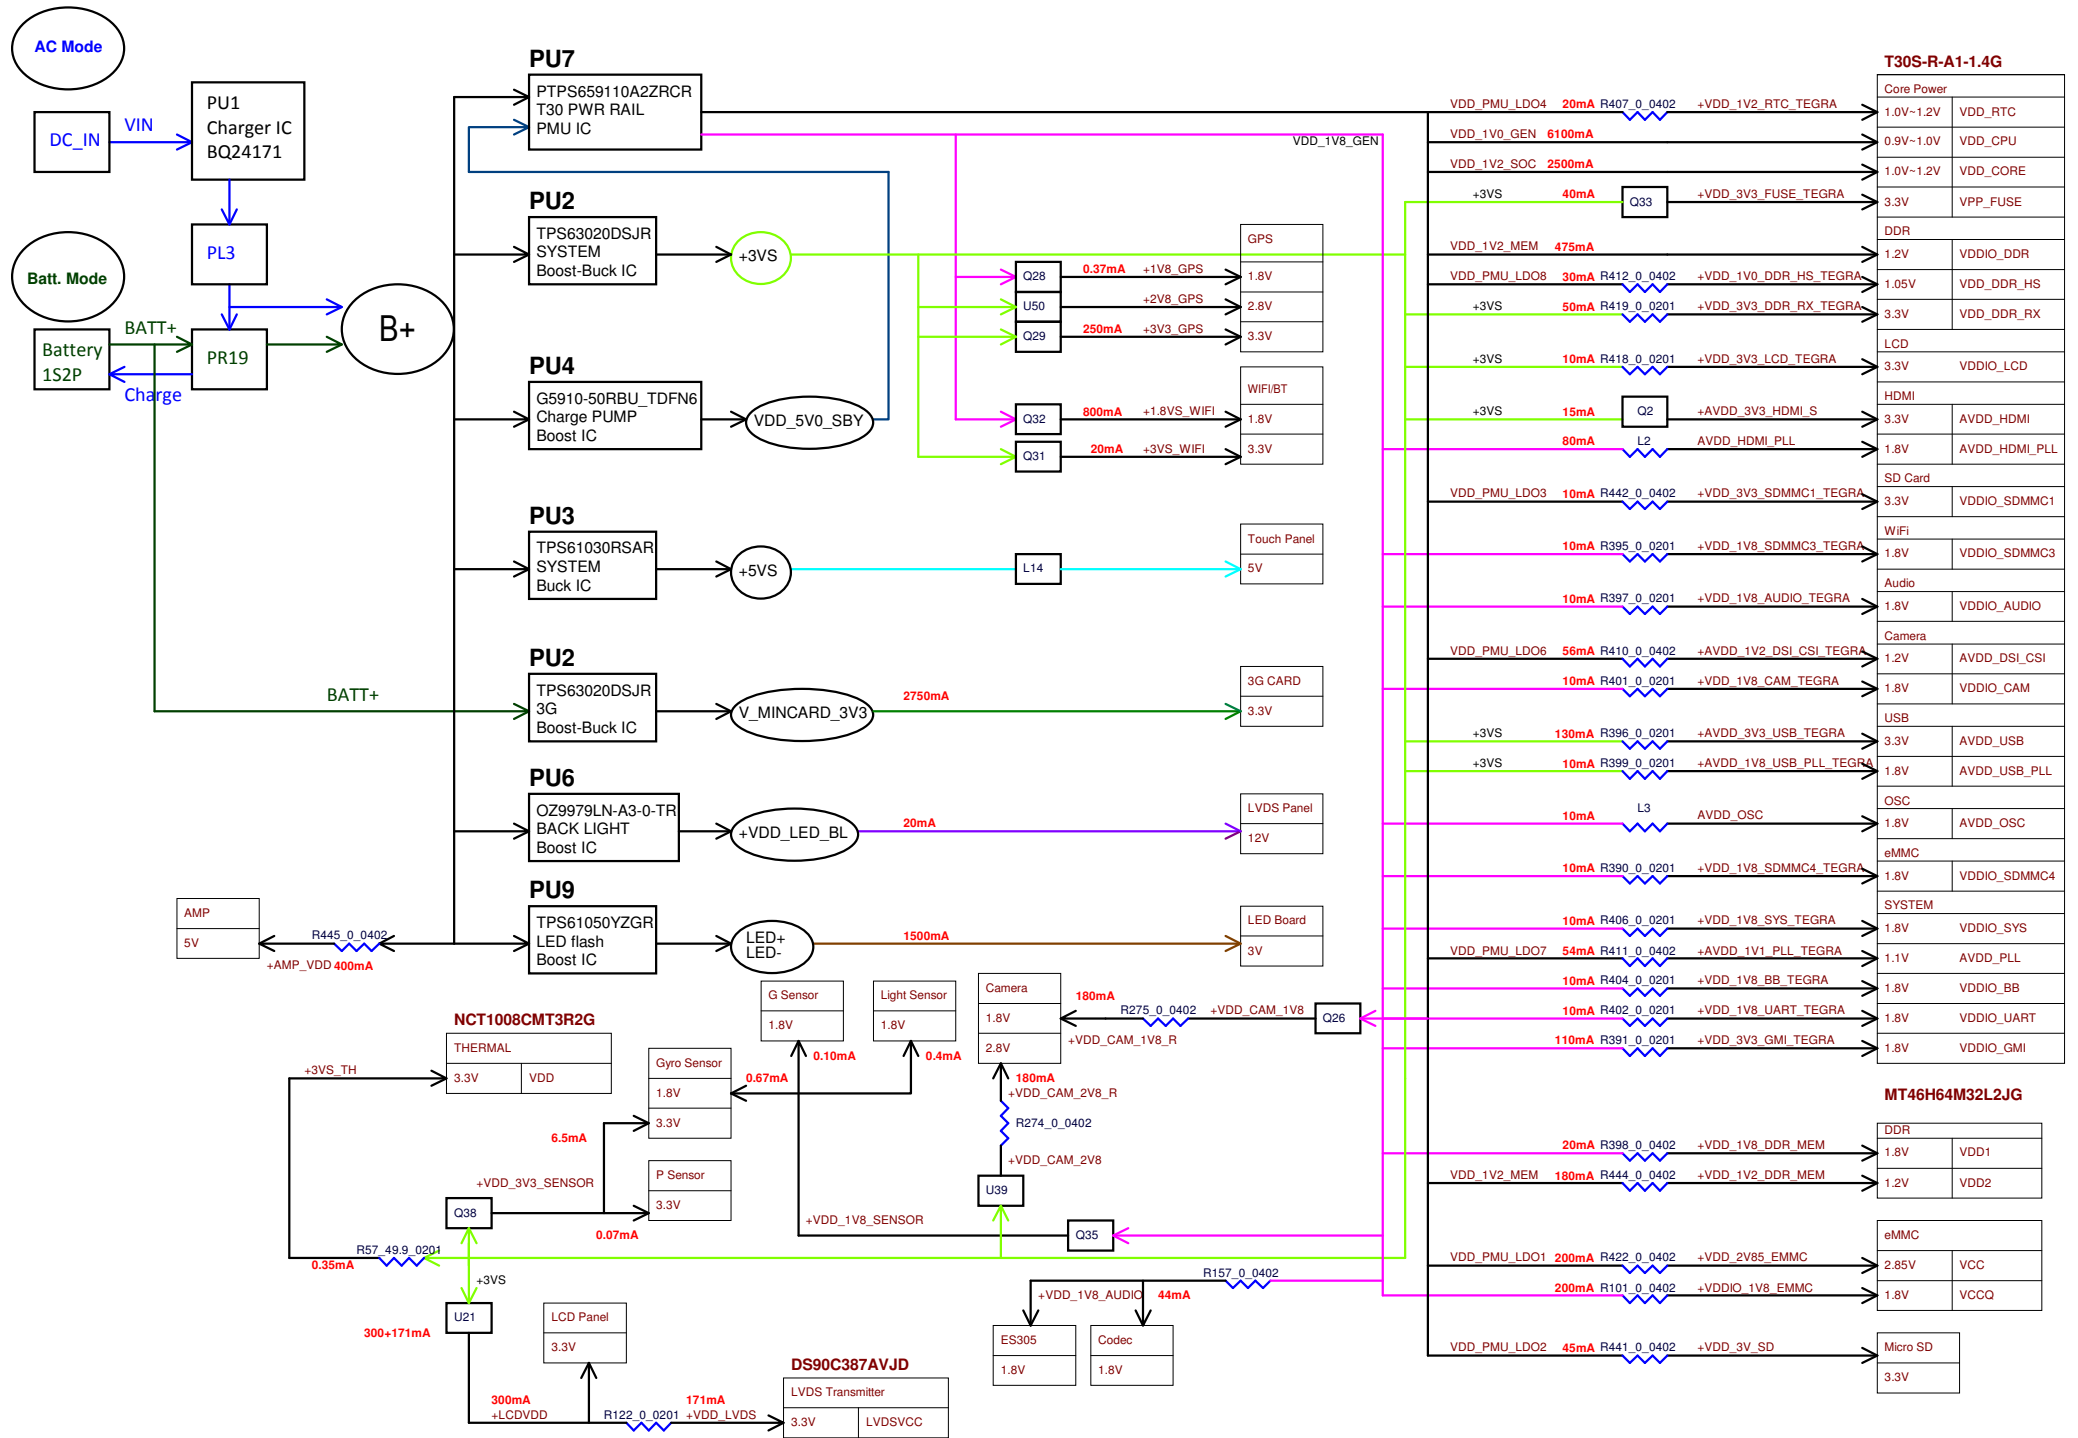 AC Mode
DC_IN
VIN
PU1
Charger IC
BQ24171
PL3
Batt. Mode
BATT+
Battery
1S2P
PR19
Charge
B+
BATT+
PU7
PTPS659110A2ZRCR
T30 PWR RAIL
PMU IC
PU2
TPS63020DSJR
SYSTEM
Boost-Buck IC
+3VS
PU4
G5910-50RBU_TDFN6
Charge PUMP
Boost IC
VDD_5V0_SBY
PU3
TPS61030RSAR
SYSTEM
Buck IC
+5VS
PU2
TPS63020DSJR
3G
Boost-Buck IC
V_MINCARD_3V3
2750mA
PU6
OZ9979LN-A3-0-TR
BACK LIGHT
Boost IC
+VDD_LED_BL
20mA
PU9
TPS61050YZGR
LED flash
Boost IC
LED+
LED-
1500mA
AMP
5V
R445_0_0402
+AMP_VDD 400mA
GPS
Q28 0.37mA +1V8_GPS 1.8V
U50 +2V8_GPS 2.8V
Q29 250mA +3V3_GPS 3.3V
WIFI/BT
Q32 800mA +1.8VS_WIFI 1.8V
Q31 20mA +3VS_WIFI 3.3V
L14
Touch Panel
5V
3G CARD
3.3V
LVDS Panel
12V
LED Board
3V
VDD_1V8_GEN
T30S-R-A1-1.4G
Core Power
VDD_PMU_LDO4 20mA R407_0_0402 +VDD_1V2_RTC_TEGRA 1.0V~1.2V VDD_RTC
VDD_1V0_GEN 6100mA 0.9V~1.0V VDD_CPU
VDD_1V2_SOC 2500mA 1.0V~1.2V VDD_CORE
+3VS 40mA Q33 +VDD_3V3_FUSE_TEGRA 3.3V VPP_FUSE
DDR
VDD_1V2_MEM 475mA 1.2V VDDIO_DDR
VDD_PMU_LDO8 30mA R412_0_0402 +VDD_1V0_DDR_HS_TEGRA 1.05V VDD_DDR_HS
+3VS 50mA R419_0_0201 +VDD_3V3_DDR_RX_TEGRA 3.3V VDD_DDR_RX
LCD
+3VS 10mA R418_0_0201 +VDD_3V3_LCD_TEGRA 3.3V VDDIO_LCD
HDMI
+3VS 15mA Q2 +AVDD_3V3_HDMI_S 3.3V AVDD_HDMI
80mA L2 AVDD_HDMI_PLL 1.8V AVDD_HDMI_PLL
SD Card
VDD_PMU_LDO3 10mA R442_0_0402 +VDD_3V3_SDMMC1_TEGRA 3.3V VDDIO_SDMMC1
WiFi
10mA R395_0_0201 +VDD_1V8_SDMMC3_TEGRA 1.8V VDDIO_SDMMC3
Audio
10mA R397_0_0201 +VDD_1V8_AUDIO_TEGRA 1.8V VDDIO_AUDIO
Camera
VDD_PMU_LDO6 56mA R410_0_0402 +AVDD_1V2_DSI_CSI_TEGRA 1.2V AVDD_DSI_CSI
10mA R401_0_0201 +VDD_1V8_CAM_TEGRA 1.8V VDDIO_CAM
USB
+3VS 130mA R396_0_0201 +AVDD_3V3_USB_TEGRA 3.3V AVDD_USB
+3VS 10mA R399_0_0201 +AVDD_1V8_USB_PLL_TEGRA 1.8V AVDD_USB_PLL
OSC
10mA L3 AVDD_OSC 1.8V AVDD_OSC
eMMC
10mA R390_0_0201 +VDD_1V8_SDMMC4_TEGRA 1.8V VDDIO_SDMMC4
SYSTEM
10mA R406_0_0201 +VDD_1V8_SYS_TEGRA 1.8V VDDIO_SYS
VDD_PMU_LDO7 54mA R411_0_0402 +AVDD_1V1_PLL_TEGRA 1.1V AVDD_PLL
10mA R404_0_0201 +VDD_1V8_BB_TEGRA 1.8V VDDIO_BB
10mA R402_0_0201 +VDD_1V8_UART_TEGRA 1.8V VDDIO_UART
110mA R391_0_0201 +VDD_3V3_GMI_TEGRA 1.8V VDDIO_GMI
MT46H64M32L2JG
DDR
20mA R398_0_0201 +VDD_1V8_DDR_MEM 1.8V VDD1
VDD_1V2_MEM 180mA R444_0_0402 +VDD_1V2_DDR_MEM 1.2V VDD2
eMMC
VDD_PMU_LDO1 200mA R422_0_0402 +VDD_2V85_EMMC 2.85V VCC
200mA R101_0_0402 +VDDIO_1V8_EMMC 1.8V VCCQ
VDD_PMU_LDO2 45mA R441_0_0402 +VDD_3V_SD
Micro SD
3.3V
G Sensor
1.8V
0.10mA
Light Sensor
1.8V
0.4mA
Camera
1.8V
2.8V
180mA
R275_0_0402
+VDD_CAM_1V8
+VDD_CAM_1V8_R
Q26
180mA
+VDD_CAM_2V8_R
R274_0_0402
+VDD_CAM_2V8
U39
NCT1008CMT3R2G
THERMAL
3.3V VDD
+3VS_TH
Gyro Sensor
1.8V
3.3V
0.67mA
6.5mA
P Sensor
3.3V
0.07mA
+VDD_3V3_SENSOR
Q38
+VDD_1V8_SENSOR
Q35
R57_49.9_0201
0.35mA
+3VS
U21
300+171mA
LCD Panel
3.3V
300mA
+LCDVDD
R122_0_0201
171mA
+VDD_LVDS
DS90C387AVJD
LVDS Transmitter
3.3V LVDSVCC
R157_0_0402
+VDD_1V8_AUDIO
44mA
ES305
1.8V
Codec
1.8V